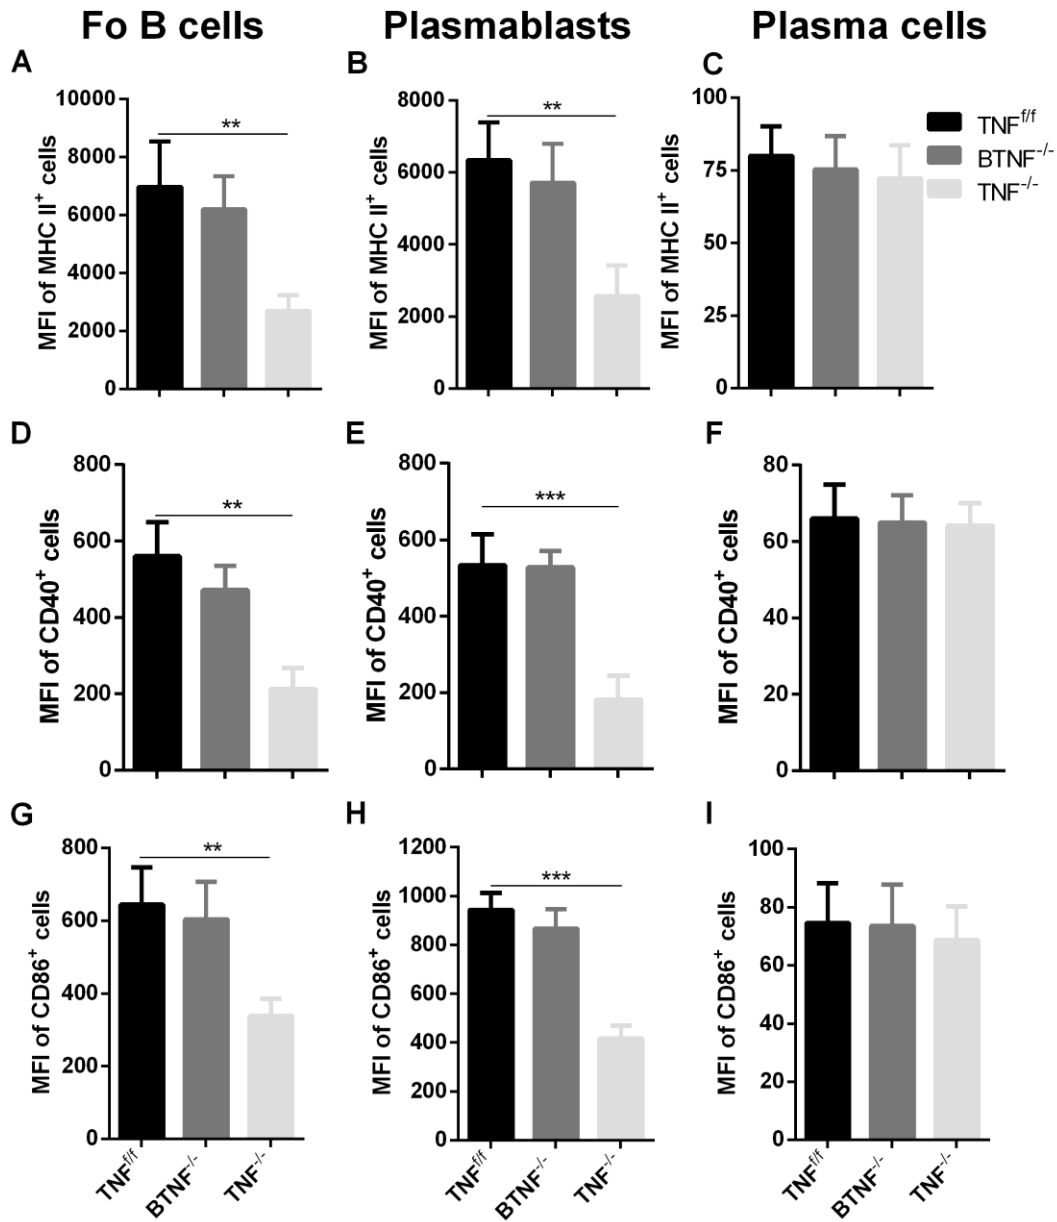 Fo B cells Plasmablasts Plasma cells
A
MFI of MHC II⁺ cells
10000
8000
6000
4000
2000
0
**
B
MFI of MHC II⁺ cells
8000
6000
4000
2000
0
**
C
MFI of MHC II⁺ cells
100
75
50
25
0
TNF^f/f
BTNF^-/-
TNF^-/-
D
MFI of CD40⁺ cells
800
600
400
200
0
**
E
MFI of CD40⁺ cells
800
600
400
200
0
***
F
MFI of CD40⁺ cells
80
60
40
20
0
G
MFI of CD86⁺ cells
800
600
400
200
0
**
TNF^f/f
BTNF^-/-
TNF^-/-
H
MFI of CD86⁺ cells
1200
1000
800
600
400
200
0
***
TNF^f/f
BTNF^-/-
TNF^-/-
I
MFI of CD86⁺ cells
100
80
60
40
20
0
TNF^f/f
BTNF^-/-
TNF^-/-